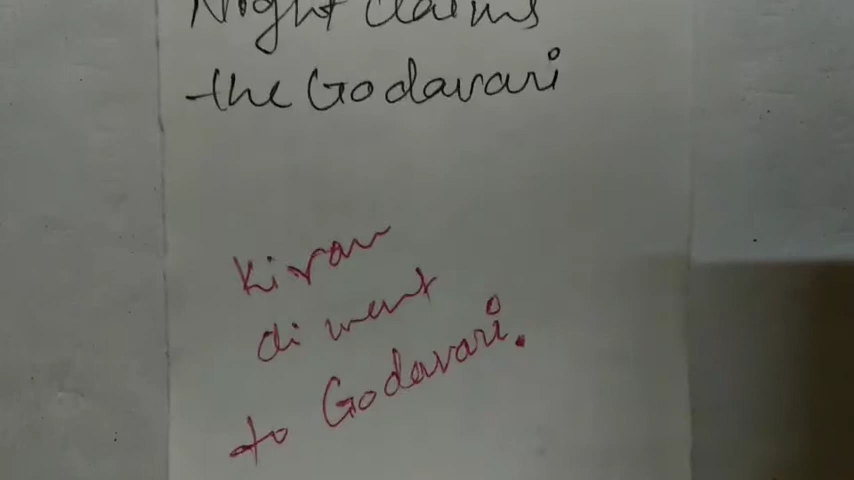 Night Claims
the Godavari
Kiran
di went
to Godavari.